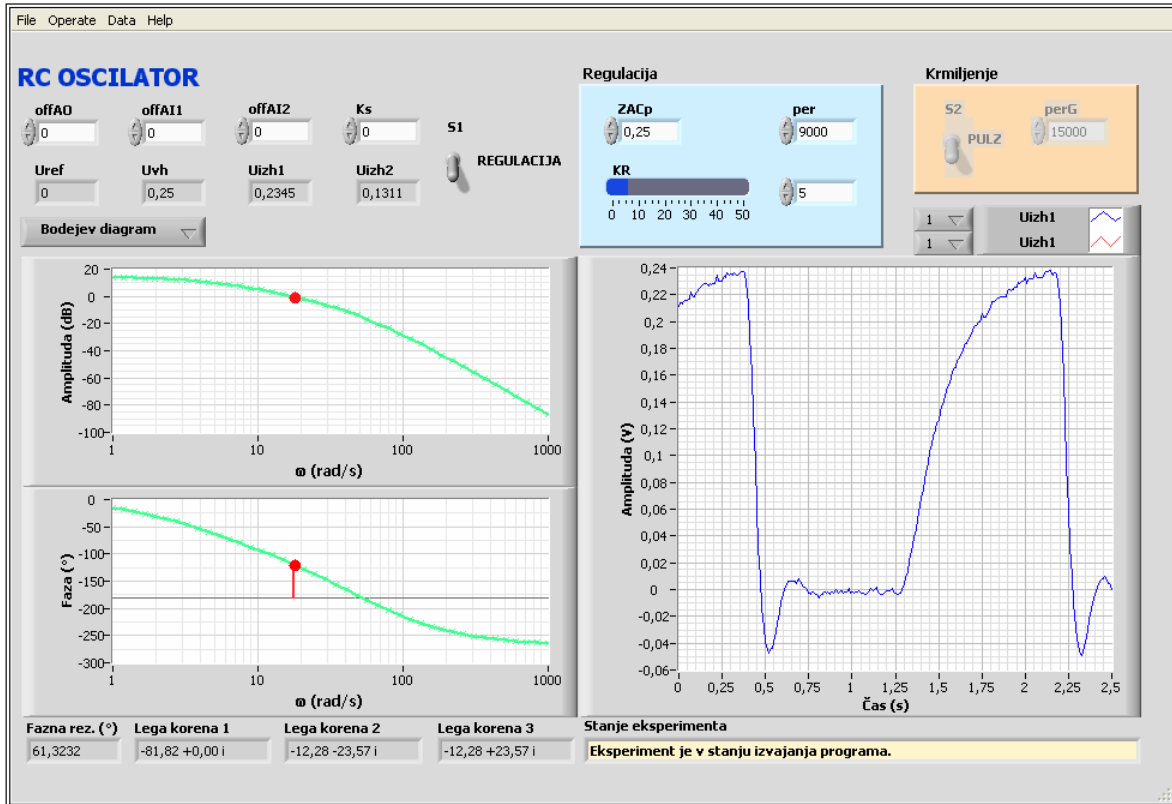 File Operate Data Help
RC OSCILATOR
offAO offAI1 offAI2 Ks
0 0 0 0
S1
REGULACIJA
Uref Uvh Uizh1 Uizh2
0 0,25 0,2345 0,1311
Bodejev diagram
Regulacija
ZACp per
0,25 9000
KR
0 10 20 30 40 50
5
Krmiljenje
S2 perG
PULZ 15000
1 Uizh1
1 Uizh1
Amplituda (dB)
20
0
-20
-40
-60
-80
-100
1 10 100 1000
ω (rad/s)
Faza (°)
0
-50
-100
-150
-200
-250
-300
1 10 100 1000
ω (rad/s)
Amplituda (V)
0,24
0,22
0,2
0,18
0,16
0,14
0,12
0,1
0,08
0,06
0,04
0,02
0
-0,02
-0,04
-0,06
0 0,25 0,5 0,75 1 1,25 1,5 1,75 2 2,25 2,5
Čas (s)
Fazna rez. (°) Lega korena 1 Lega korena 2 Lega korena 3
61,3232 -81,82 +0,00 i -12,28 -23,57 i -12,28 +23,57 i
Stanje eksperimenta
Eksperiment je v stanju izvajanja programa.